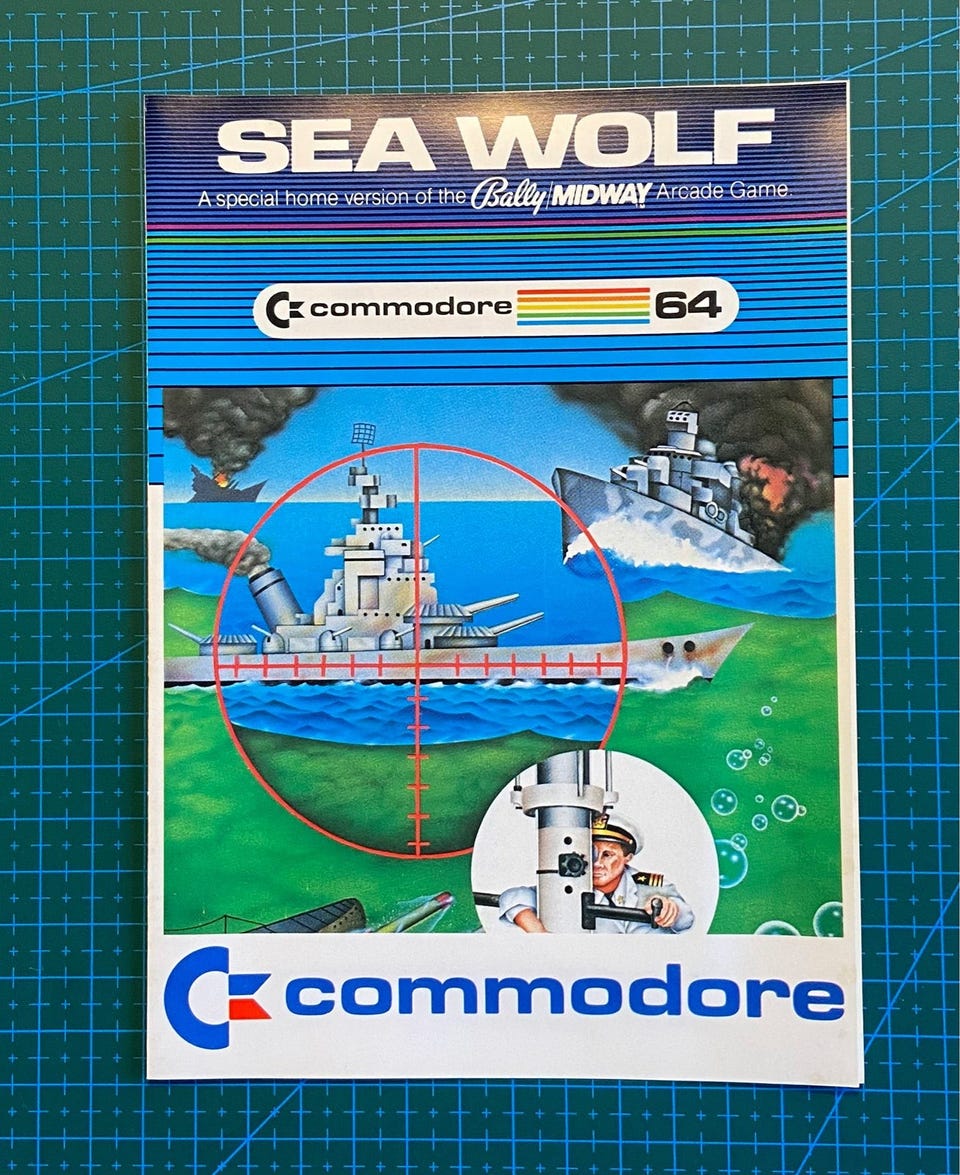 SEA WOLF
A special home version of the Bally/MIDWAY Arcade Game.
commodore 64
commodore